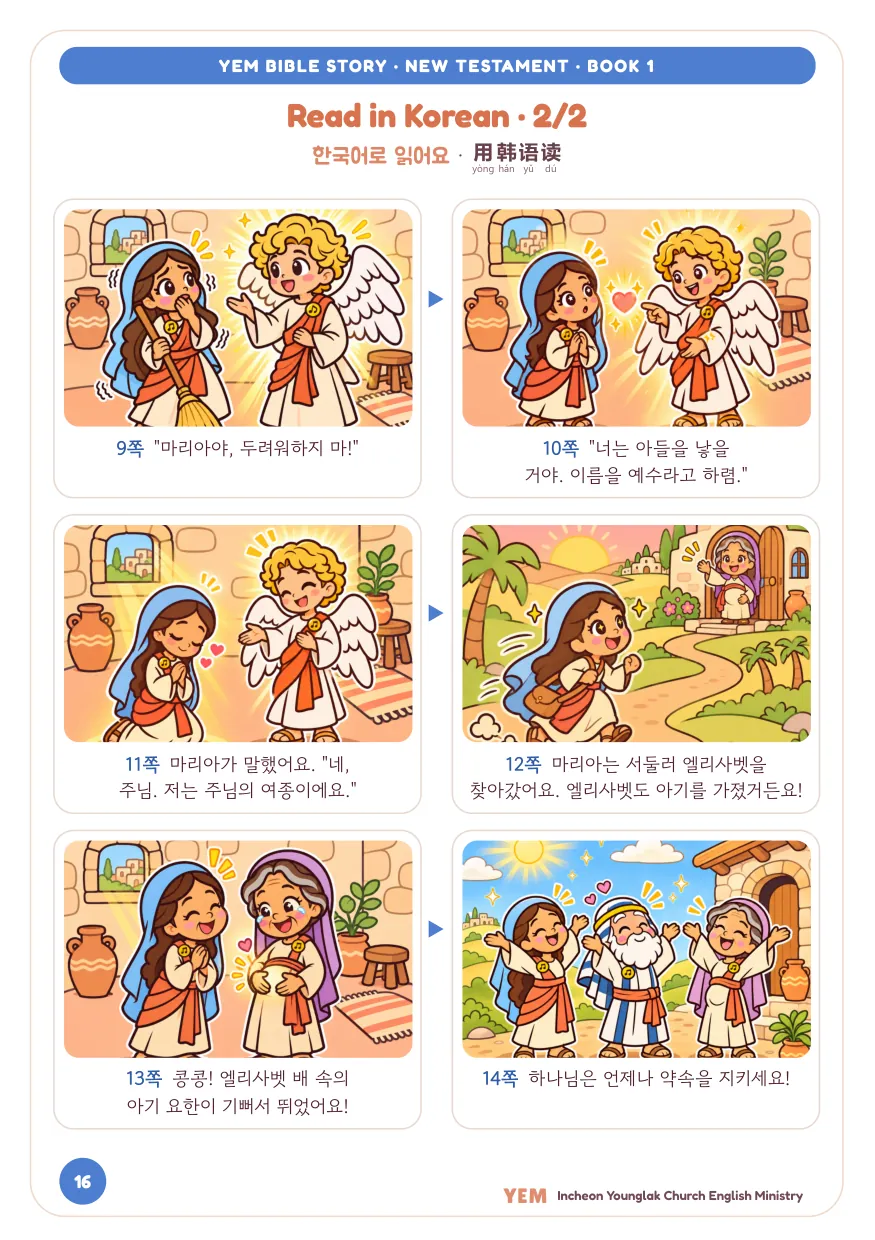 YEM BIBLE STORY · NEW TESTAMENT · BOOK 1
Read in Korean · 2/2
한국어로 읽어요 · 用韩语读
yòng hán yǔ dú
9쪽 "마리아야, 두려워하지 마!"
10쪽 "너는 아들을 낳을
거야. 이름을 예수라고 하렴."
11쪽 마리아가 말했어요. "네,
주님. 저는 주님의 여종이에요."
12쪽 마리아는 서둘러 엘리사벳을
찾아갔어요. 엘리사벳도 아기를 가졌거든요!
13쪽 콩콩! 엘리사벳 배 속의
아기 요한이 기뻐서 뛰었어요!
14쪽 하나님은 언제나 약속을 지키세요!
16
YEM Incheon Younglak Church English Ministry